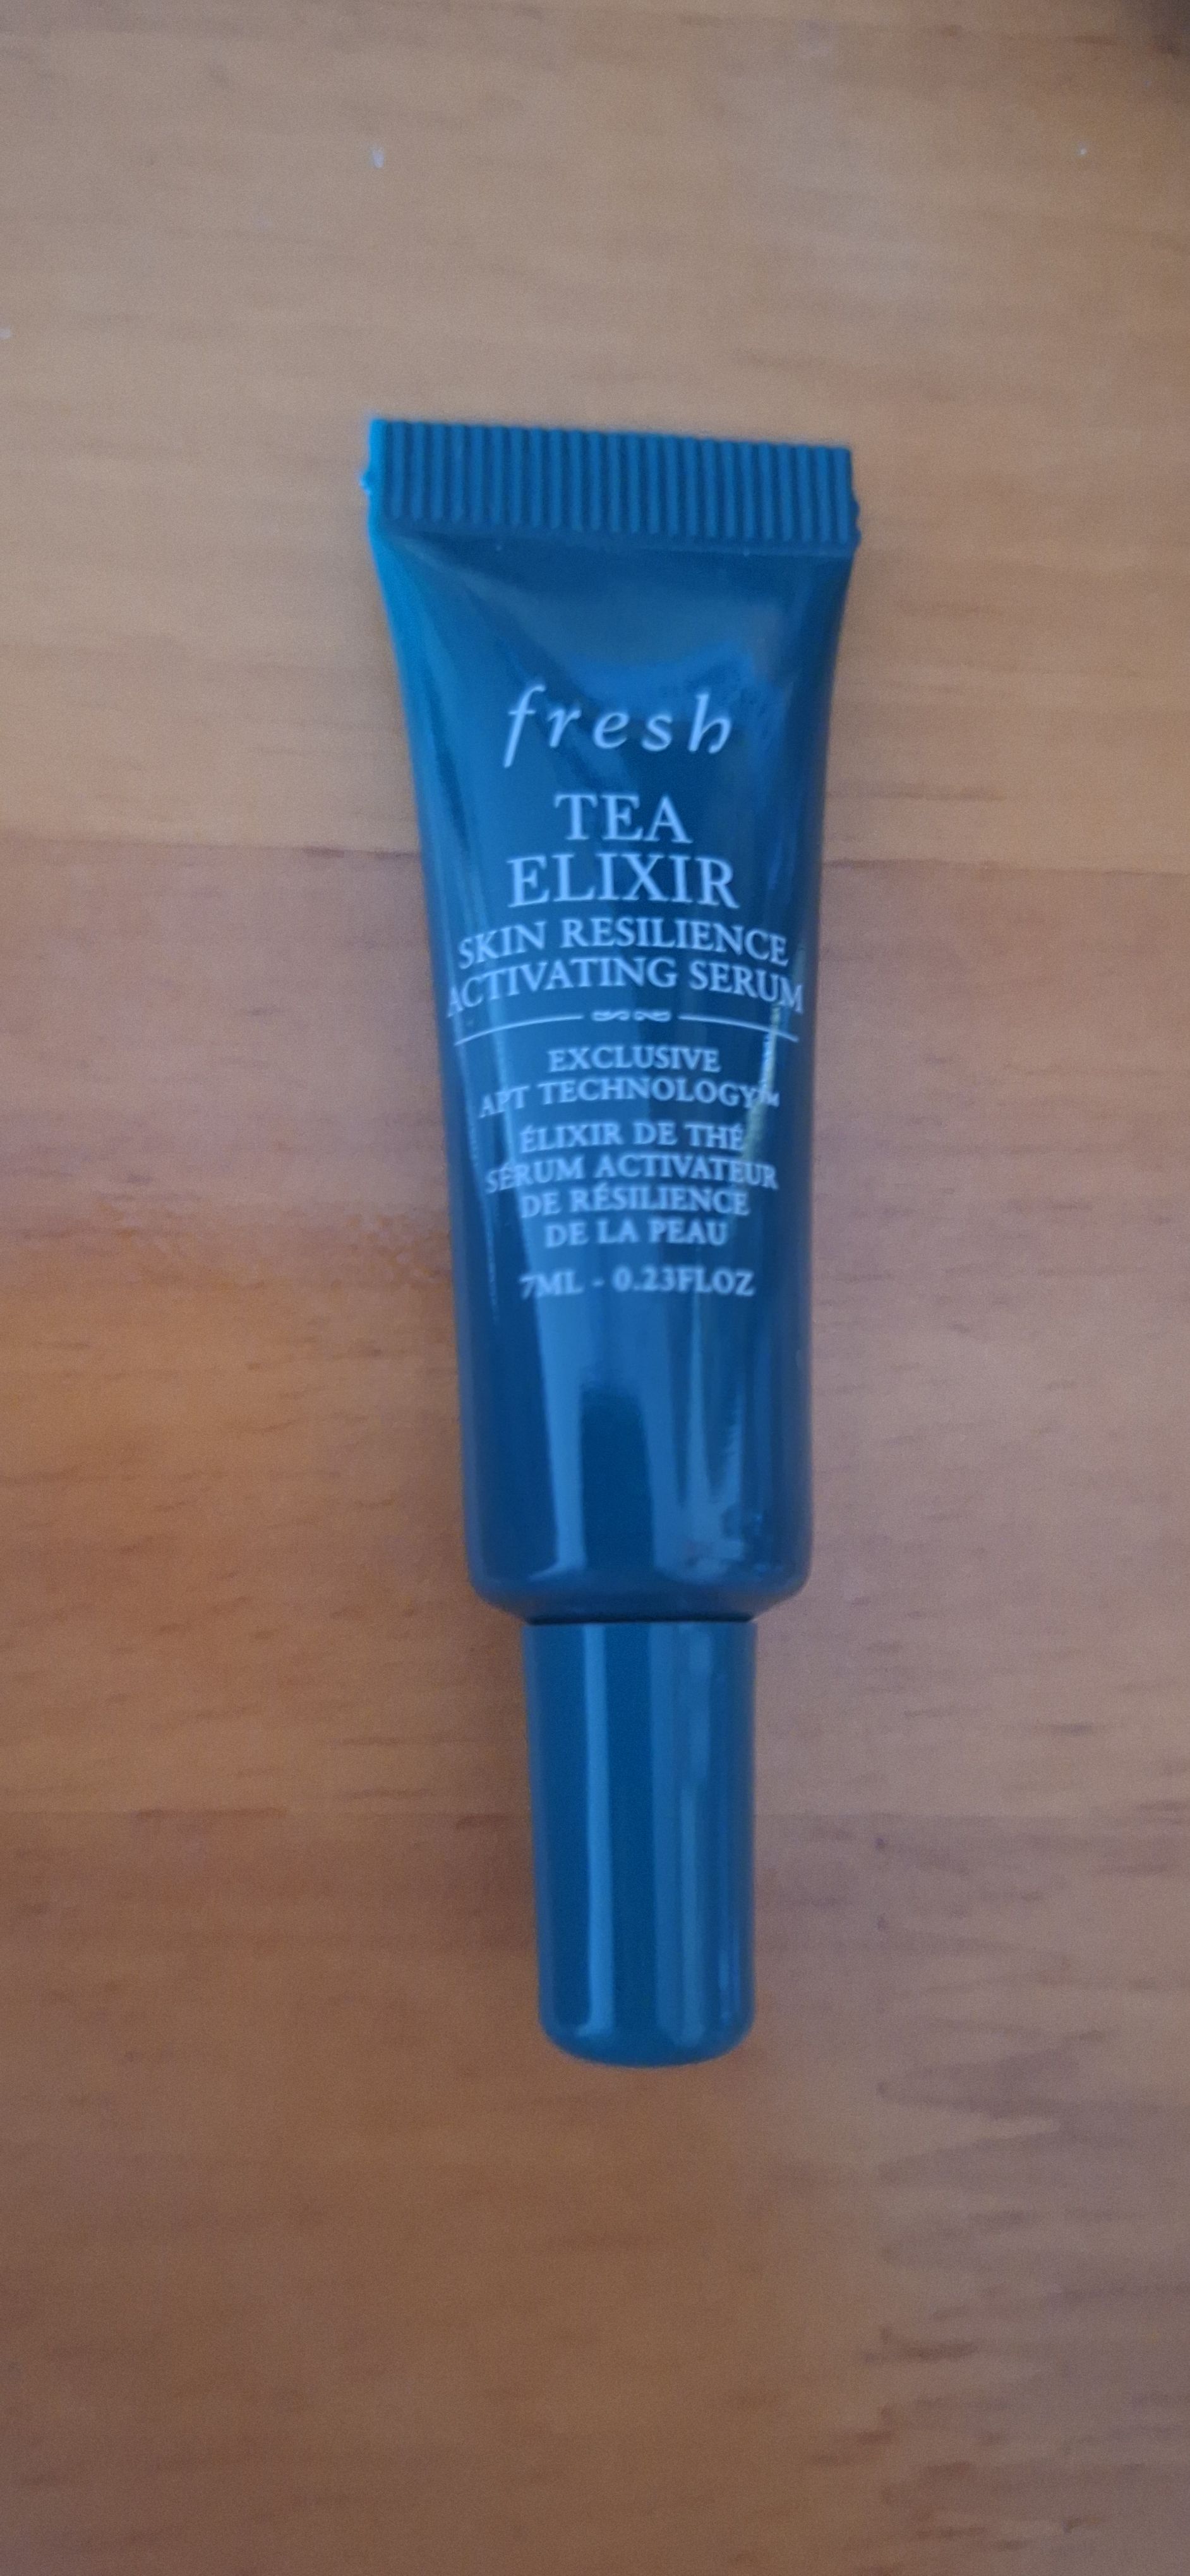 fresh
TEA
ELIXIR
SKIN RESILIENCE
ACTIVATING SERUM
EXCLUSIVE
APT TECHNOLOGY™
ÉLIXIR DE THÉ
SÉRUM ACTIVATEUR
DE RÉSILIENCE
DE LA PEAU
7ML - 0.23FLOZ